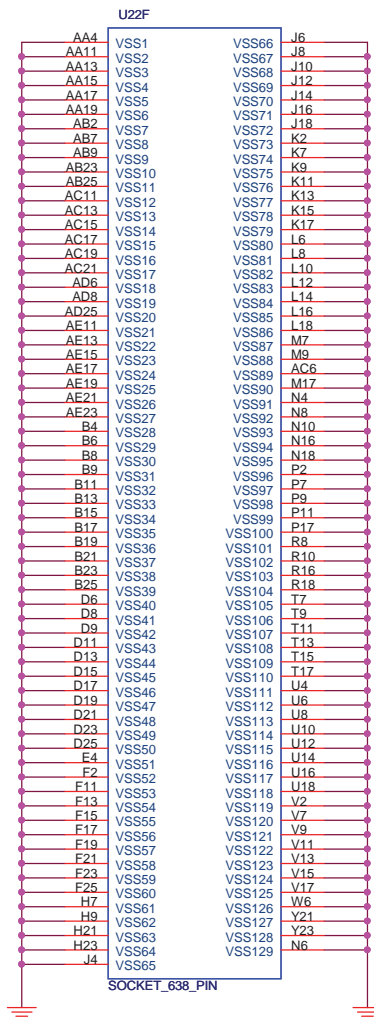 U22F
AA4 VSS1 VSS66 J6
AA11 VSS2 VSS67 J8
AA13 VSS3 VSS68 J10
AA15 VSS4 VSS69 J12
AA17 VSS5 VSS70 J14
AA19 VSS6 VSS71 J16
AB2 VSS7 VSS72 J18
AB7 VSS8 VSS73 K2
AB9 VSS9 VSS74 K7
AB23 VSS10 VSS75 K9
AB25 VSS11 VSS76 K11
AC11 VSS12 VSS77 K13
AC13 VSS13 VSS78 K15
AC15 VSS14 VSS79 K17
AC17 VSS15 VSS80 L6
AC19 VSS16 VSS81 L8
AC21 VSS17 VSS82 L10
AD6 VSS18 VSS83 L12
AD8 VSS19 VSS84 L14
AD25 VSS20 VSS85 L16
AE11 VSS21 VSS86 L18
AE13 VSS22 VSS87 M7
AE15 VSS23 VSS88 M9
AE17 VSS24 VSS89 AC6
AE19 VSS25 VSS90 M17
AE21 VSS26 VSS91 N4
AE23 VSS27 VSS92 N8
B4 VSS28 VSS93 N10
B6 VSS29 VSS94 N16
B8 VSS30 VSS95 N18
B9 VSS31 VSS96 P2
B11 VSS32 VSS97 P7
B13 VSS33 VSS98 P9
B15 VSS34 VSS99 P11
B17 VSS35 VSS100 P17
B19 VSS36 VSS101 R8
B21 VSS37 VSS102 R10
B23 VSS38 VSS103 R16
B25 VSS39 VSS104 R18
D6 VSS40 VSS105 T7
D8 VSS41 VSS106 T9
D9 VSS42 VSS107 T11
D11 VSS43 VSS108 T13
D13 VSS44 VSS109 T15
D15 VSS45 VSS110 T17
D17 VSS46 VSS111 U4
D19 VSS47 VSS112 U6
D21 VSS48 VSS113 U8
D23 VSS49 VSS114 U10
D25 VSS50 VSS115 U12
E4 VSS51 VSS116 U14
F2 VSS52 VSS117 U16
F11 VSS53 VSS118 U18
F13 VSS54 VSS119 V2
F15 VSS55 VSS120 V7
F17 VSS56 VSS121 V9
F19 VSS57 VSS122 V11
F21 VSS58 VSS123 V13
F23 VSS59 VSS124 V15
F25 VSS60 VSS125 V17
H7 VSS61 VSS126 W6
H9 VSS62 VSS127 Y21
H21 VSS63 VSS128 Y23
H23 VSS64 VSS129 N6
J4 VSS65
SOCKET_638_PIN